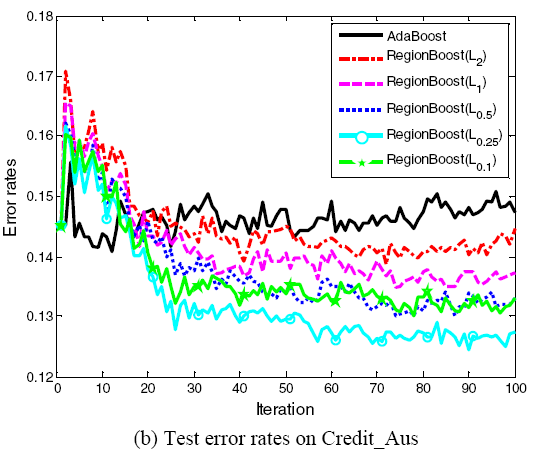 0.18
0.17
0.16
0.15
0.14
0.13
0.12
Error rates
AdaBoost
RegionBoost(L2)
RegionBoost(L1)
RegionBoost(L0.5)
RegionBoost(L0.25)
RegionBoost(L0.1)
0 10 20 30 40 50 60 70 80 90 100
Iteration
(b) Test error rates on Credit_Aus